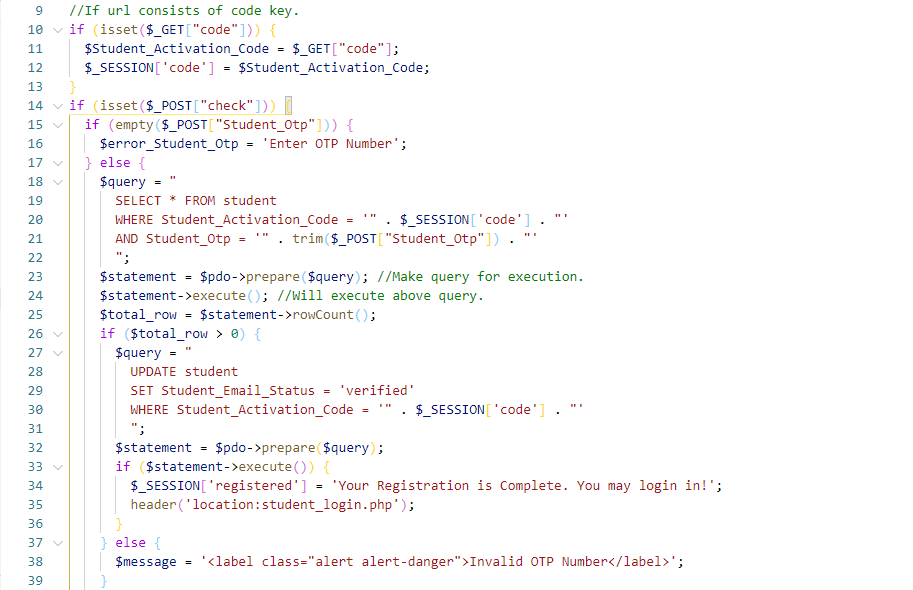 9 //If url consists of code key.
10 if (isset($_GET["code"])) {
11 $Student_Activation_Code = $_GET["code"];
12 $_SESSION['code'] = $Student_Activation_Code;
13 }
14 if (isset($_POST["check"])) {
15 if (empty($_POST["Student_Otp"])) {
16 $error_Student_Otp = 'Enter OTP Number';
17 } else {
18 $query = "
19 SELECT * FROM student
20 WHERE Student_Activation_Code = '" . $_SESSION['code'] . "'
21 AND Student_Otp = '" . trim($_POST["Student_Otp"]) . "'
22 ";
23 $statement = $pdo->prepare($query); //Make query for execution.
24 $statement->execute(); //Will execute above query.
25 $total_row = $statement->rowCount();
26 if ($total_row > 0) {
27 $query = "
28 UPDATE student
29 SET Student_Email_Status = 'verified'
30 WHERE Student_Activation_Code = '" . $_SESSION['code'] . "'
31 ";
32 $statement = $pdo->prepare($query);
33 if ($statement->execute()) {
34 $_SESSION['registered'] = 'Your Registration is Complete. You may login in!';
35 header('location:student_login.php');
36 }
37 } else {
38 $message = '<label class="alert alert-danger">Invalid OTP Number</label>';
39 }